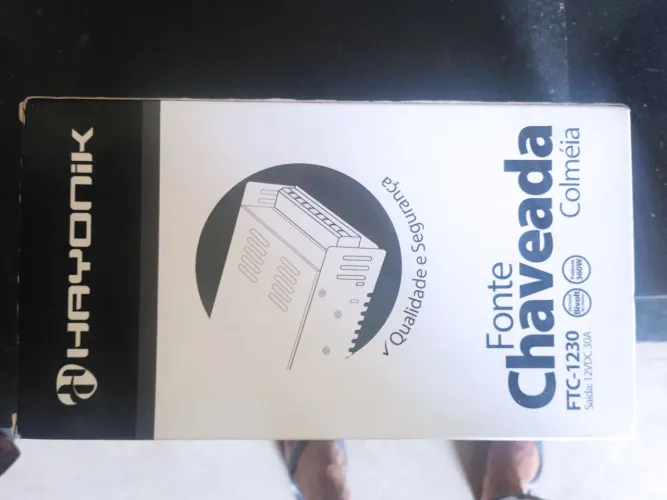 HAYONIK
✓Qualidade e Segurança
Fonte
Chaveada
Colméia
FTC-1230
Saída: 12VDC 30A
Bivolt
360W